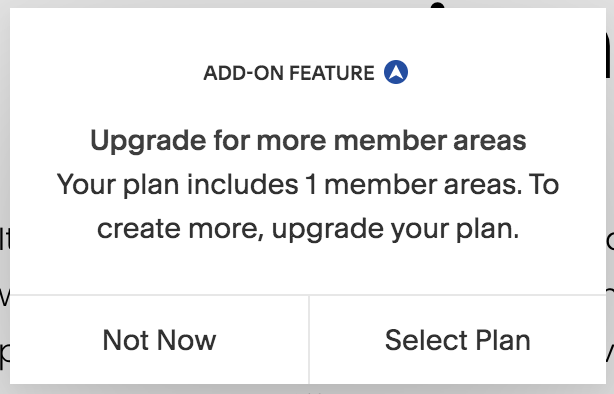 ADD-ON FEATURE
Upgrade for more member areas
Your plan includes 1 member areas. To
create more, upgrade your plan.
Not Now
Select Plan